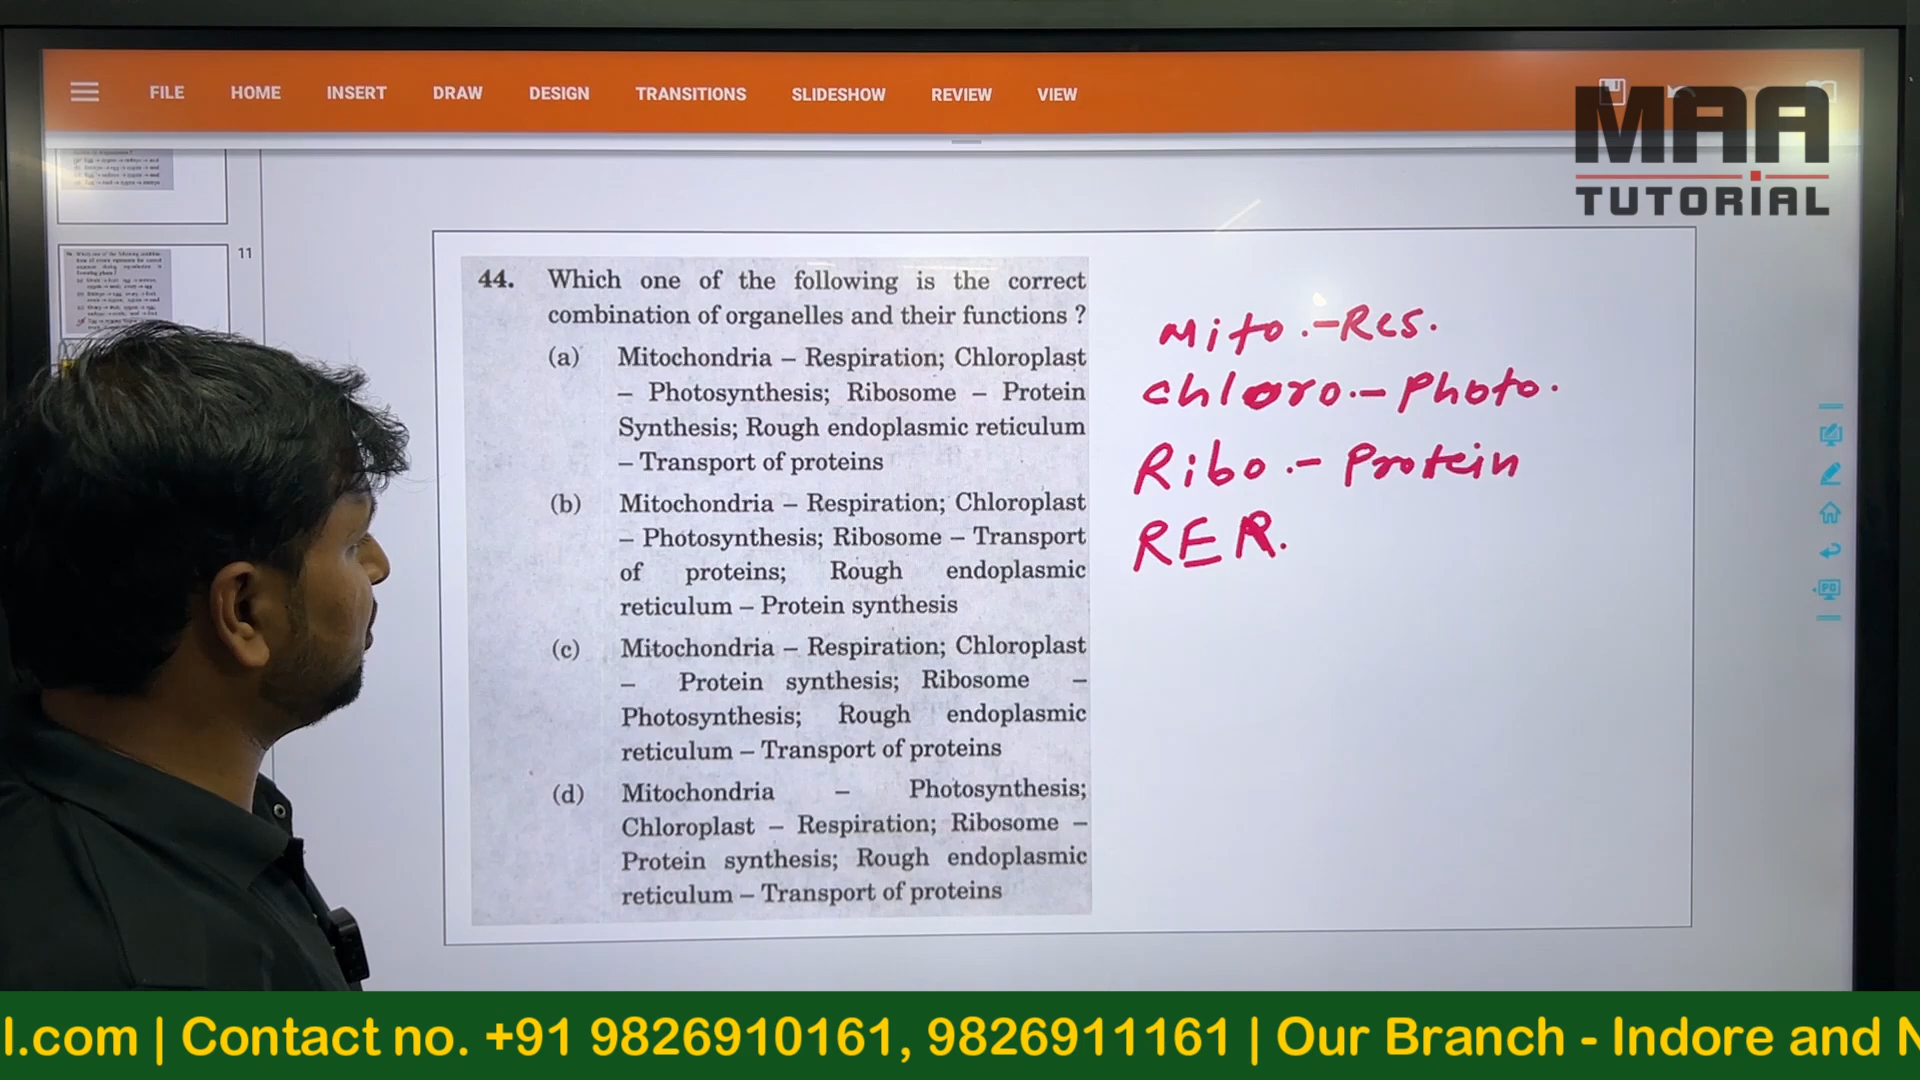 FILE HOME INSERT DRAW DESIGN TRANSITIONS SLIDESHOW REVIEW VIEW
MAA
TUTORIAL
11
44. Which one of the following is the correct
combination of organelles and their functions ?
(a) Mitochondria – Respiration; Chloroplast
– Photosynthesis; Ribosome – Protein
Synthesis; Rough endoplasmic reticulum
– Transport of proteins
(b) Mitochondria – Respiration; Chloroplast
– Photosynthesis; Ribosome – Transport
of proteins; Rough endoplasmic
reticulum – Protein synthesis
(c) Mitochondria – Respiration; Chloroplast
– Protein synthesis; Ribosome –
Photosynthesis; Rough endoplasmic
reticulum – Transport of proteins
(d) Mitochondria – Photosynthesis;
Chloroplast – Respiration; Ribosome –
Protein synthesis; Rough endoplasmic
reticulum – Transport of proteins
Mito.-Res.
Chloro.-Photo.
Ribo.-Protein
RER.
l.com | Contact no. +91 9826910161, 9826911161 | Our Branch - Indore and N